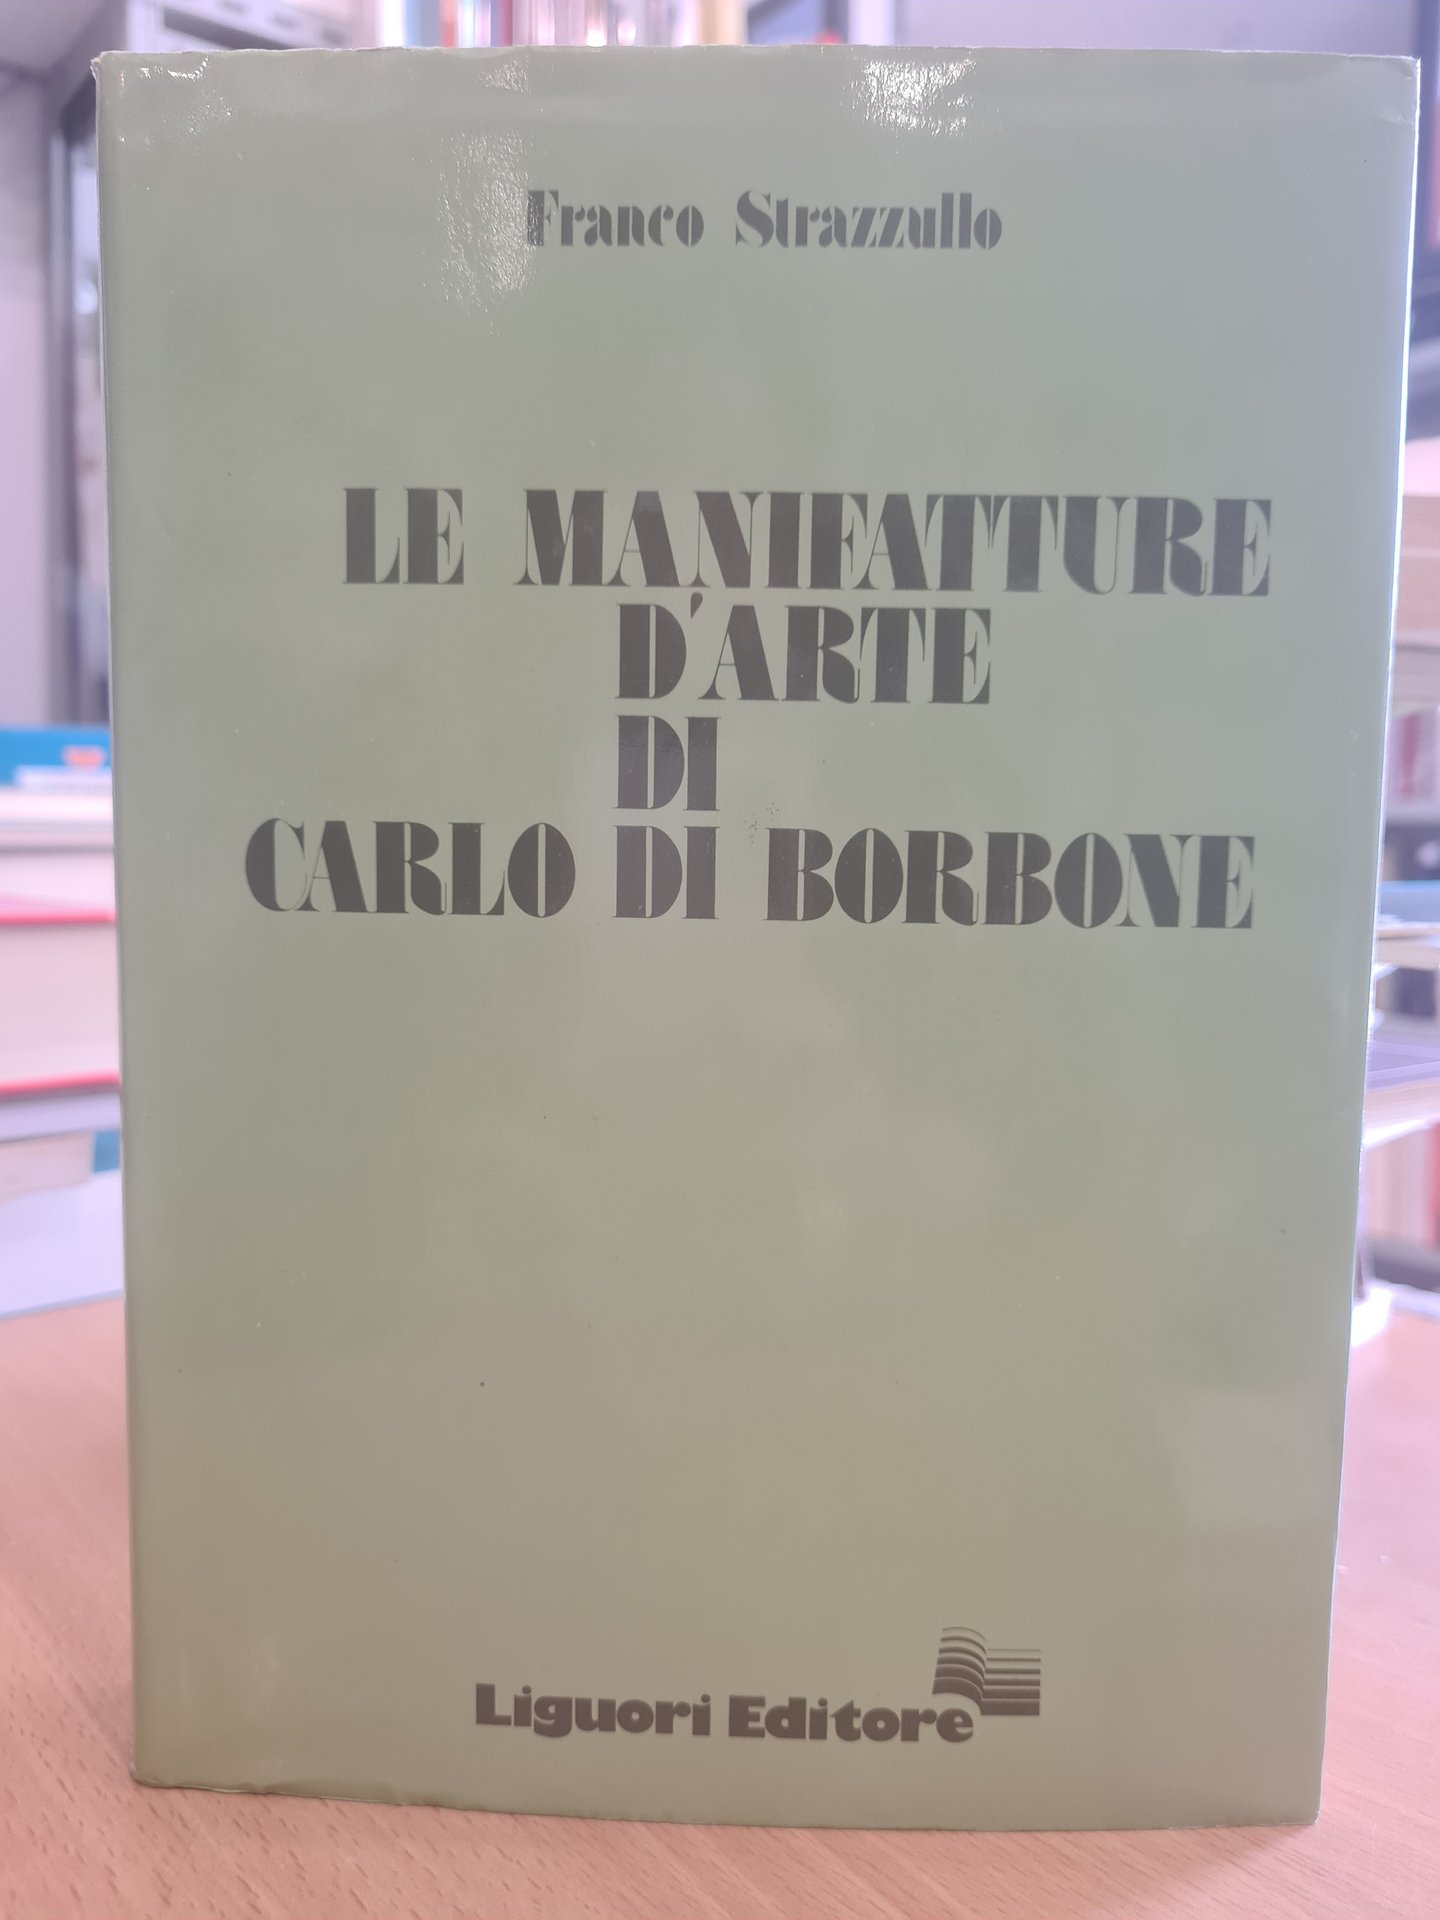 Franco Strazzullo
LE MANIFATTURE
D'ARTE
DI
CARLO DI BORBONE
Liguori Editore